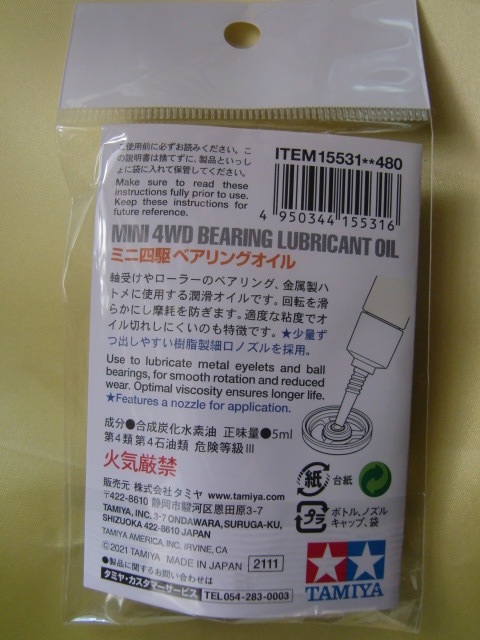 ご使用前に必ずお読みください。こ
の説明書は捨てずに、製品といっし
ょに袋に入れて保管してください。
Make sure to read these
instructions fully prior to use.
Keep these instructions for
future reference.
ITEM 15531**480
4 950344 155316
MINI 4WD BEARING LUBRICANT OIL
ミニ四駆 ベアリングオイル
軸受けやローラーのベアリング、金属製ハ
トメに使用する潤滑オイルです。回転を滑
らかにし摩耗を防ぎます。適度な粘度でオ
イル切れしにくいのも特徴です。★少量ず
つ出しやすい樹脂製細口ノズルを採用。
Use to lubricate metal eyelets and ball
bearings, for smooth rotation and reduced
wear. Optimal viscosity ensures longer life.
★Features a nozzle for application.
成分●合成炭化水素油 正味量●5ml
第4類第4石油類 危険等級III
火気厳禁
販売元 株式会社タミヤ www.tamiya.com
〒422-8610 静岡市駿河区恩田原3-7
TAMIYA, INC. 3-7 ONDAWARA, SURUGA-KU,
SHIZUOKA 422-8610 JAPAN
TAMIYA AMERICA, INC. IRVINE, CA
©2021 TAMIYA MADE IN JAPAN 2111
●製品に関するお問い合わせは
タミヤ・カスタマーサービス TEL 054-283-0003
紙 台紙
プラ ボトル、ノズル
キャップ、袋
TAMIYA